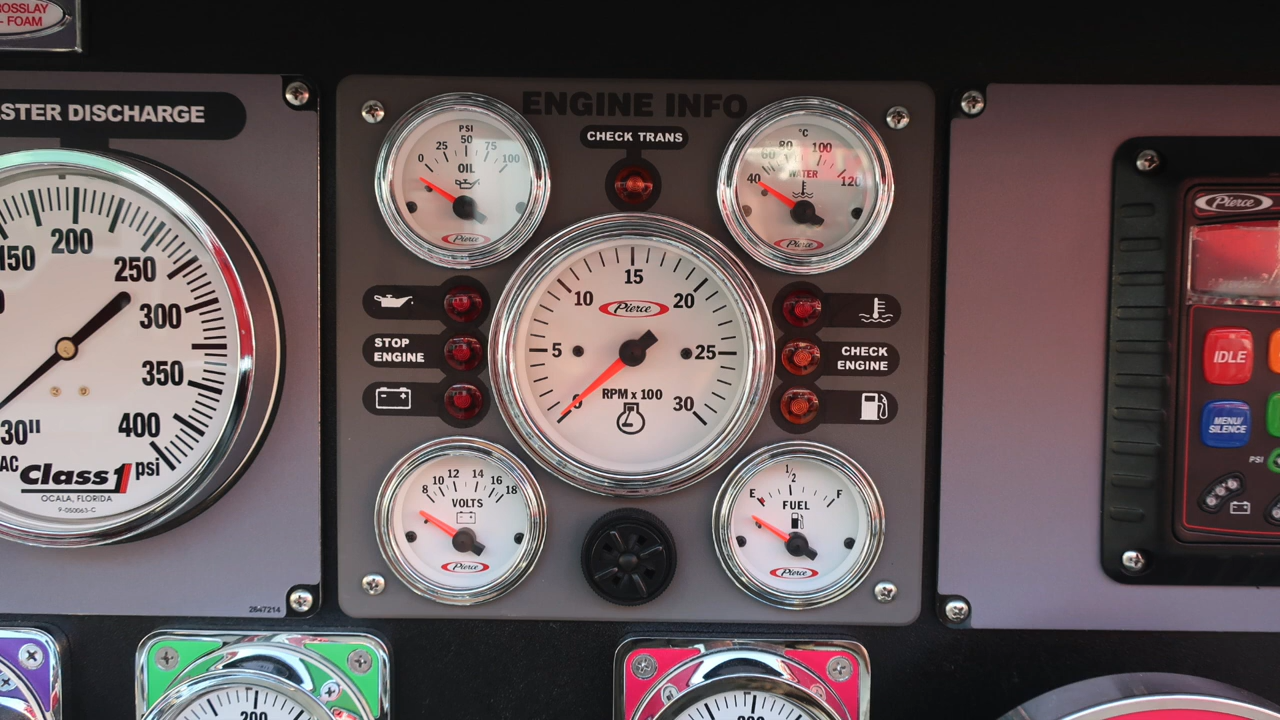 OSSLAY
- FOAM
STER DISCHARGE
150
200
250
300
350
400
30"
AC
psi
Class1
OCALA, FLORIDA
9-050063-C
2647214
ENGINE INFO
CHECK TRANS
PSI
0 25 50 75 100
OIL
Pierce
°C
40 60 80 100 120
WATER
Pierce
STOP
ENGINE
CHECK
ENGINE
0 5 10 15 20 25 30
Pierce
RPM x 100
8 10 12 14 16 18
VOLTS
Pierce
E 1/2 F
FUEL
Pierce
Pierce
IDLE
MENU/
SILENCE
PSI
200